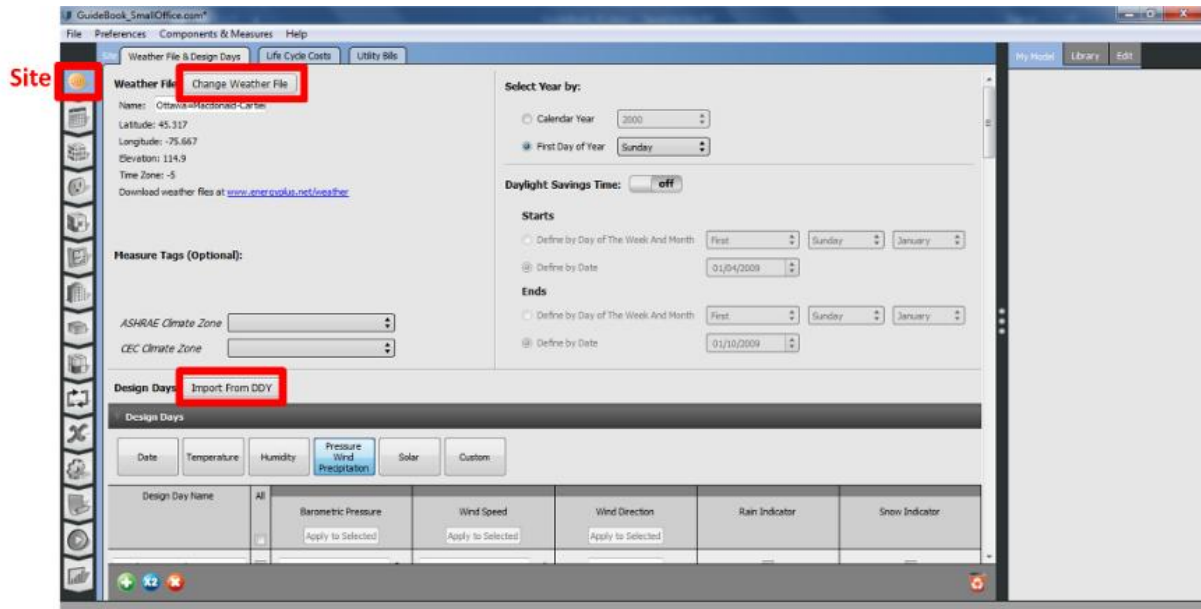 GuideBook_SmallOffice.osm*
File Preferences Components & Measures Help
Site Weather File & Design Days Life Cycle Costs Utility Bills
My Model Library Edit
Site
Weather File Change Weather File
Name: Ottawa-Macdonald-Cartier
Latitude: 45.317
Longitude: -75.667
Elevation: 114.9
Time Zone: -5
Download weather files at www.energyplus.net/weather
Measure Tags (Optional):
ASHRAE Climate Zone
CEC Climate Zone
Select Year by:
Calendar Year 2000
First Day of Year Sunday
Daylight Savings Time: off
Starts
Define by Day of The Week And Month First Sunday January
Define by Date 01/04/2009
Ends
Define by Day of The Week And Month First Sunday January
Define by Date 01/10/2009
Design Days Import From DDY
Design Days
Date Temperature Humidity Pressure Wind Precipitation Solar Custom
Design Day Name All Barometric Pressure Wind Speed Wind Direction Rain Indicator Snow Indicator
Apply to Selected Apply to Selected Apply to Selected
x2